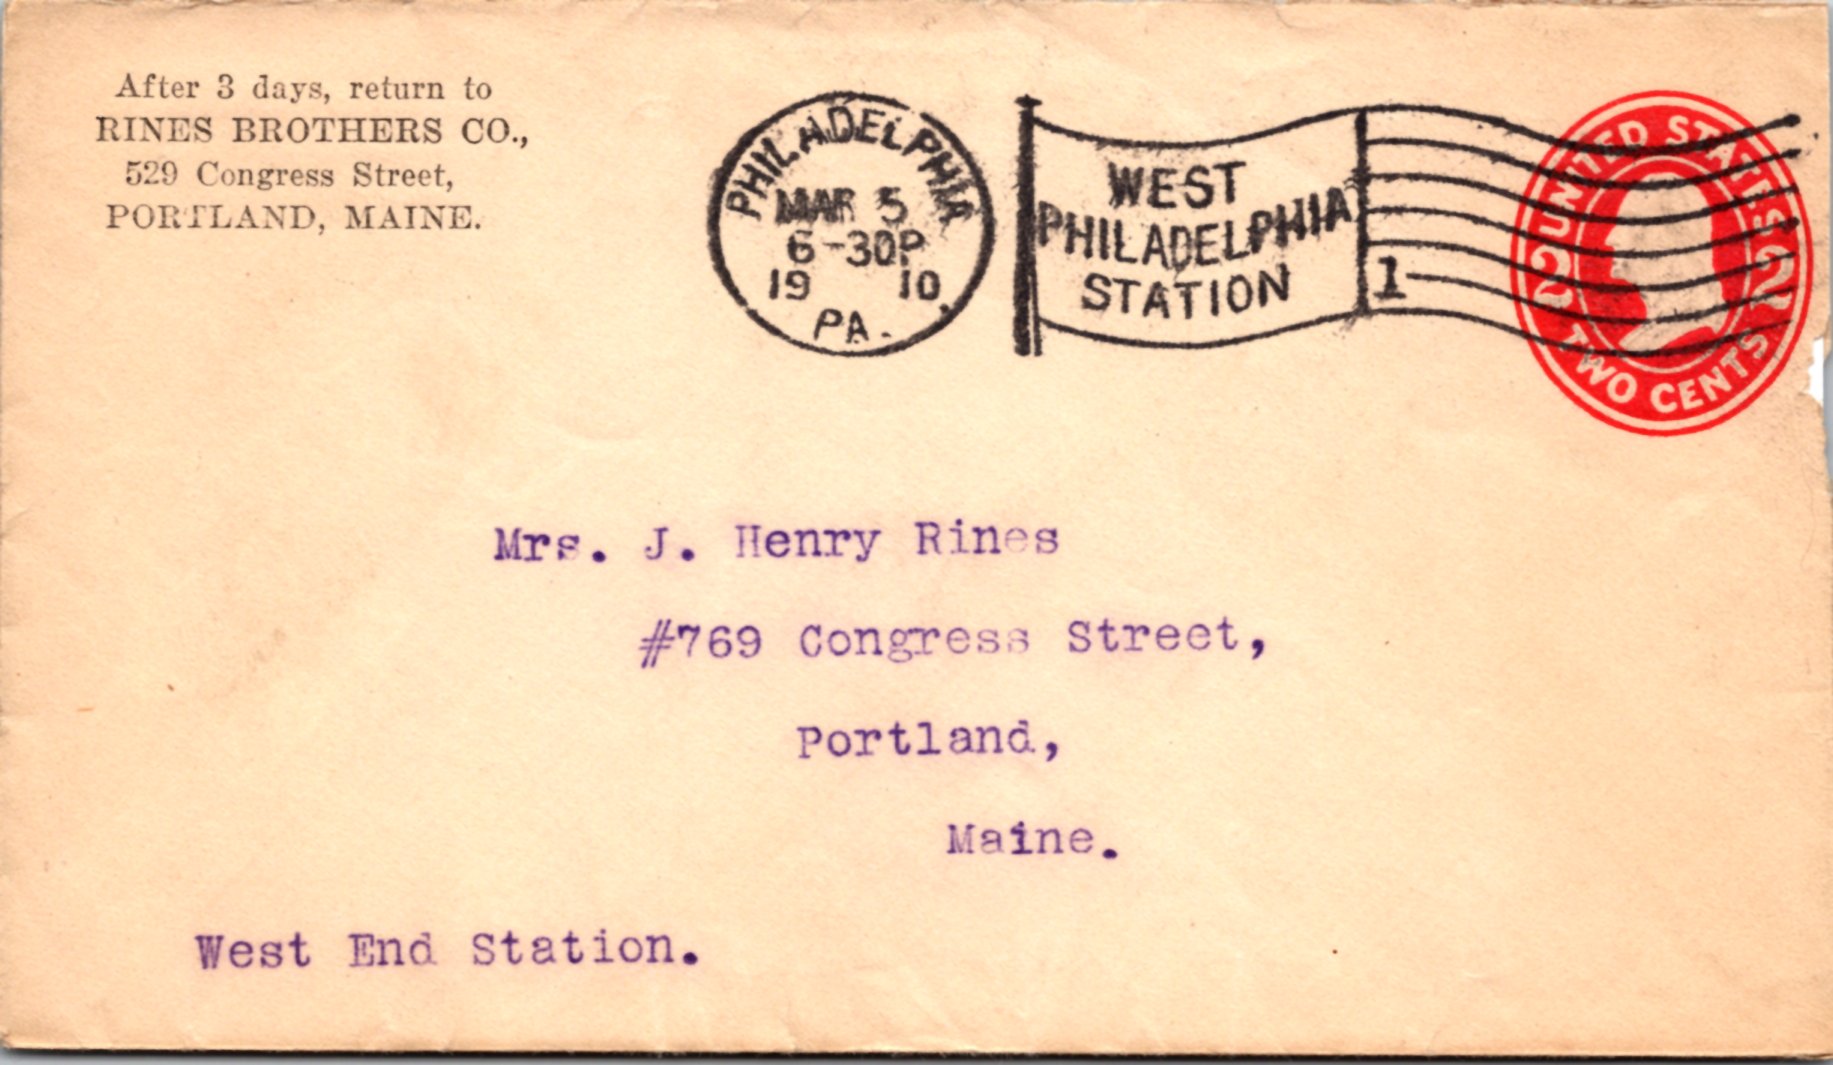 After 3 days, return to
RINES BROTHERS CO.,
529 Congress Street,
PORTLAND, MAINE.
PHILADELPHIA
MAR 5
6-30P
19 10
PA.
WEST
PHILADELPHIA
STATION
1
UNITED STATES
2 2
TWO CENTS
Mrs. J. Henry Rines
#769 Congress Street,
Portland,
Maine.
West End Station.